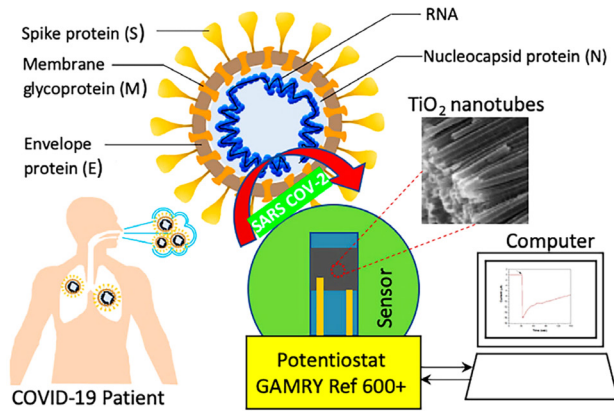 Spike protein (S)
Membrane
glycoprotein (M)
Envelope
protein (E)
RNA
Nucleocapsid protein (N)
TiO2 nanotubes
SARS COV-2
Computer
Sensor
Potentiostat
GAMRY Ref 600+
COVID-19 Patient